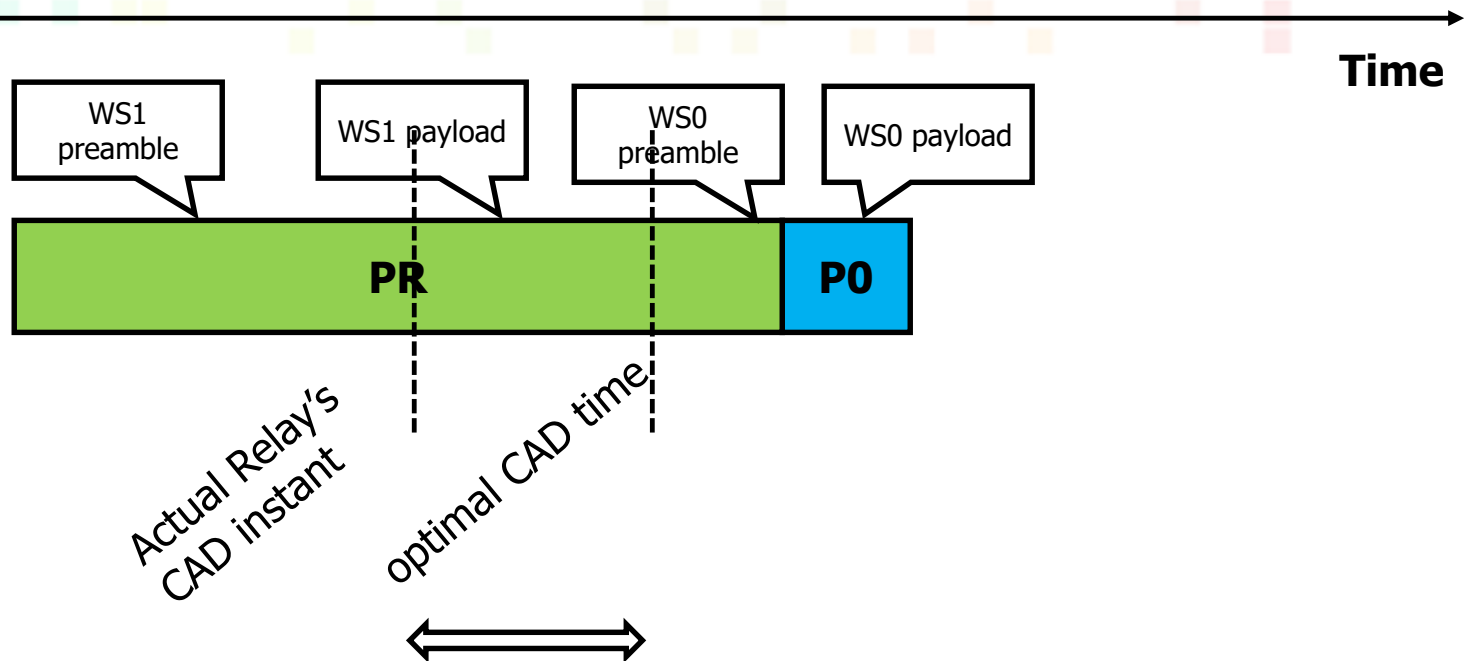 Time
WS1
preamble
WS1 payload
WS0
preamble
WS0 payload
PR
P0
Actual Relay's
CAD instant
optimal CAD time